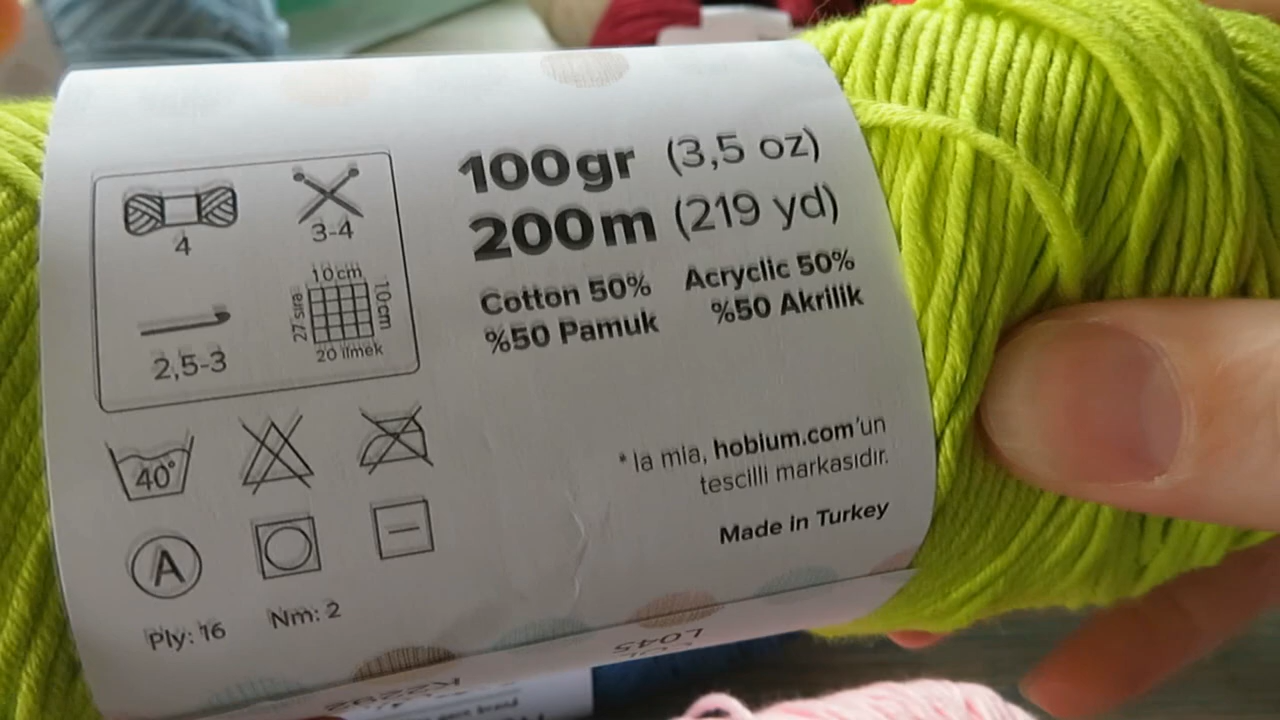 100gr (3,5 oz)
200m (219 yd)
Cotton 50% Acryclic 50%
%50 Pamuk %50 Akrilik
4
3-4
2,5-3
10cm
27 sıra
10cm
20 ilmek
40°
A
Ply: 16 Nm: 2
* la mia, hobium.com'un
tescilli markasıdır.
Made in Turkey
L045